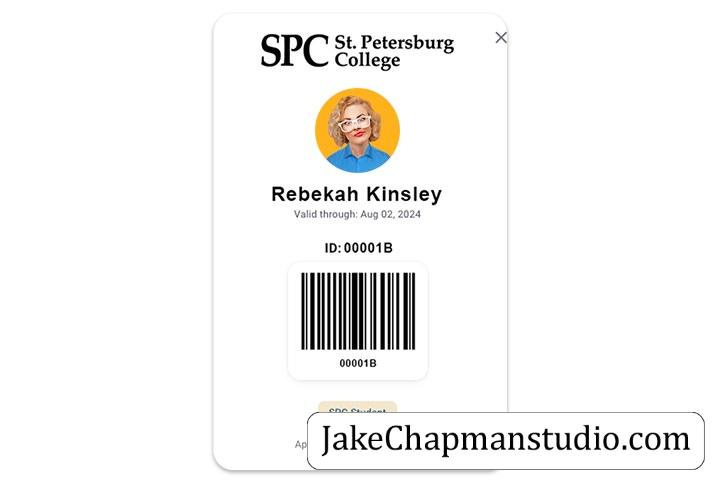 SPC St. Petersburg
College
Rebekah Kinsley
Valid through: Aug 02, 2024
ID: 00001B
00001B
SPC Student
Ap
JakeChapmanstudio.com